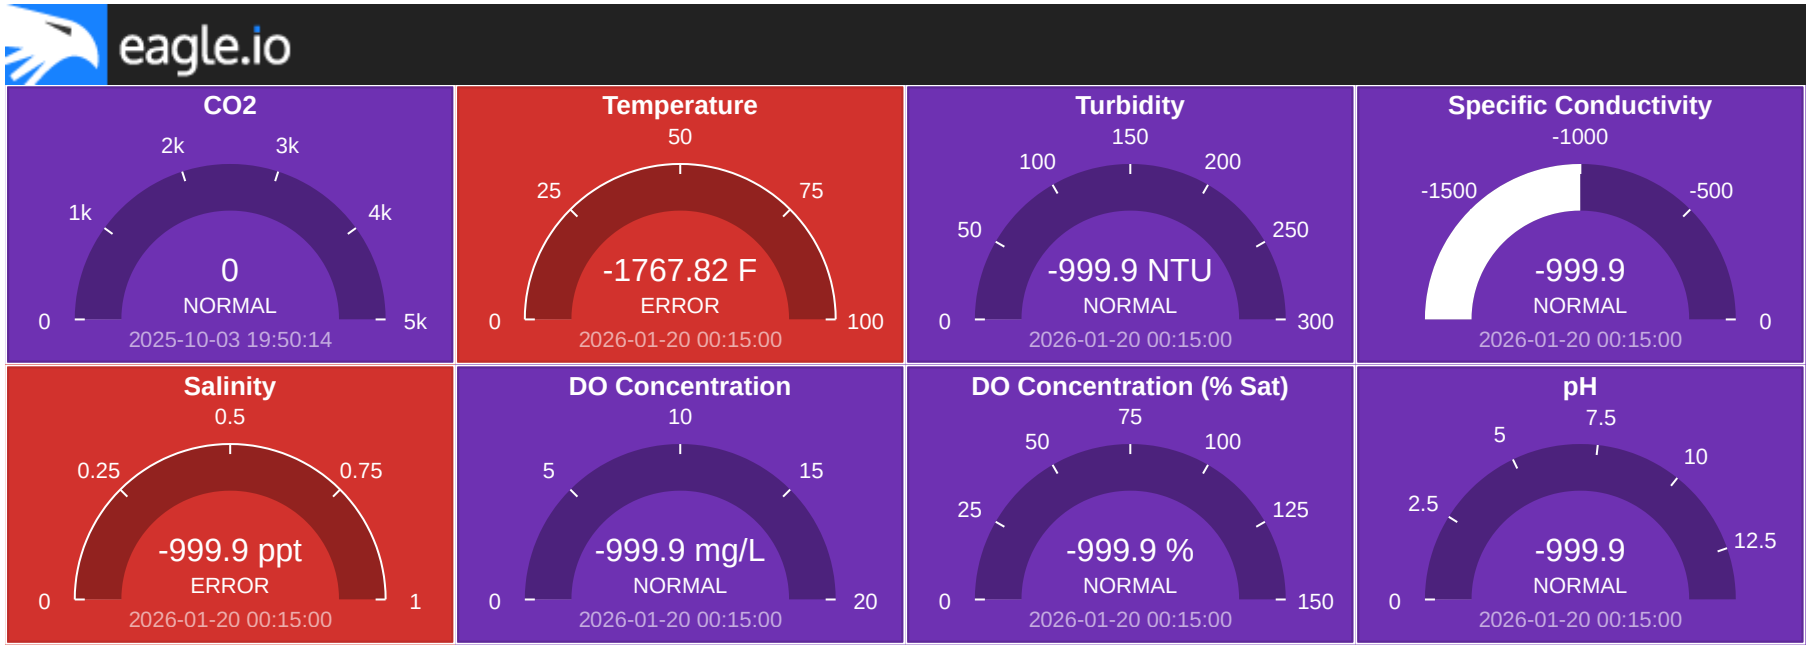 eagle.io
CO2
0
1k
2k
3k
4k
5k
0
NORMAL
2025-10-03 19:50:14
Temperature
0
25
50
75
100
-1767.82 F
ERROR
2026-01-20 00:15:00
Turbidity
0
50
100
150
200
250
300
-999.9 NTU
NORMAL
2026-01-20 00:15:00
Specific Conductivity
-1500
-1000
-500
0
-999.9
NORMAL
2026-01-20 00:15:00
Salinity
0
0.25
0.5
0.75
1
-999.9 ppt
ERROR
2026-01-20 00:15:00
DO Concentration
0
5
10
15
20
-999.9 mg/L
NORMAL
2026-01-20 00:15:00
DO Concentration (% Sat)
0
25
50
75
100
125
150
-999.9 %
NORMAL
2026-01-20 00:15:00
pH
0
2.5
5
7.5
10
12.5
-999.9
NORMAL
2026-01-20 00:15:00